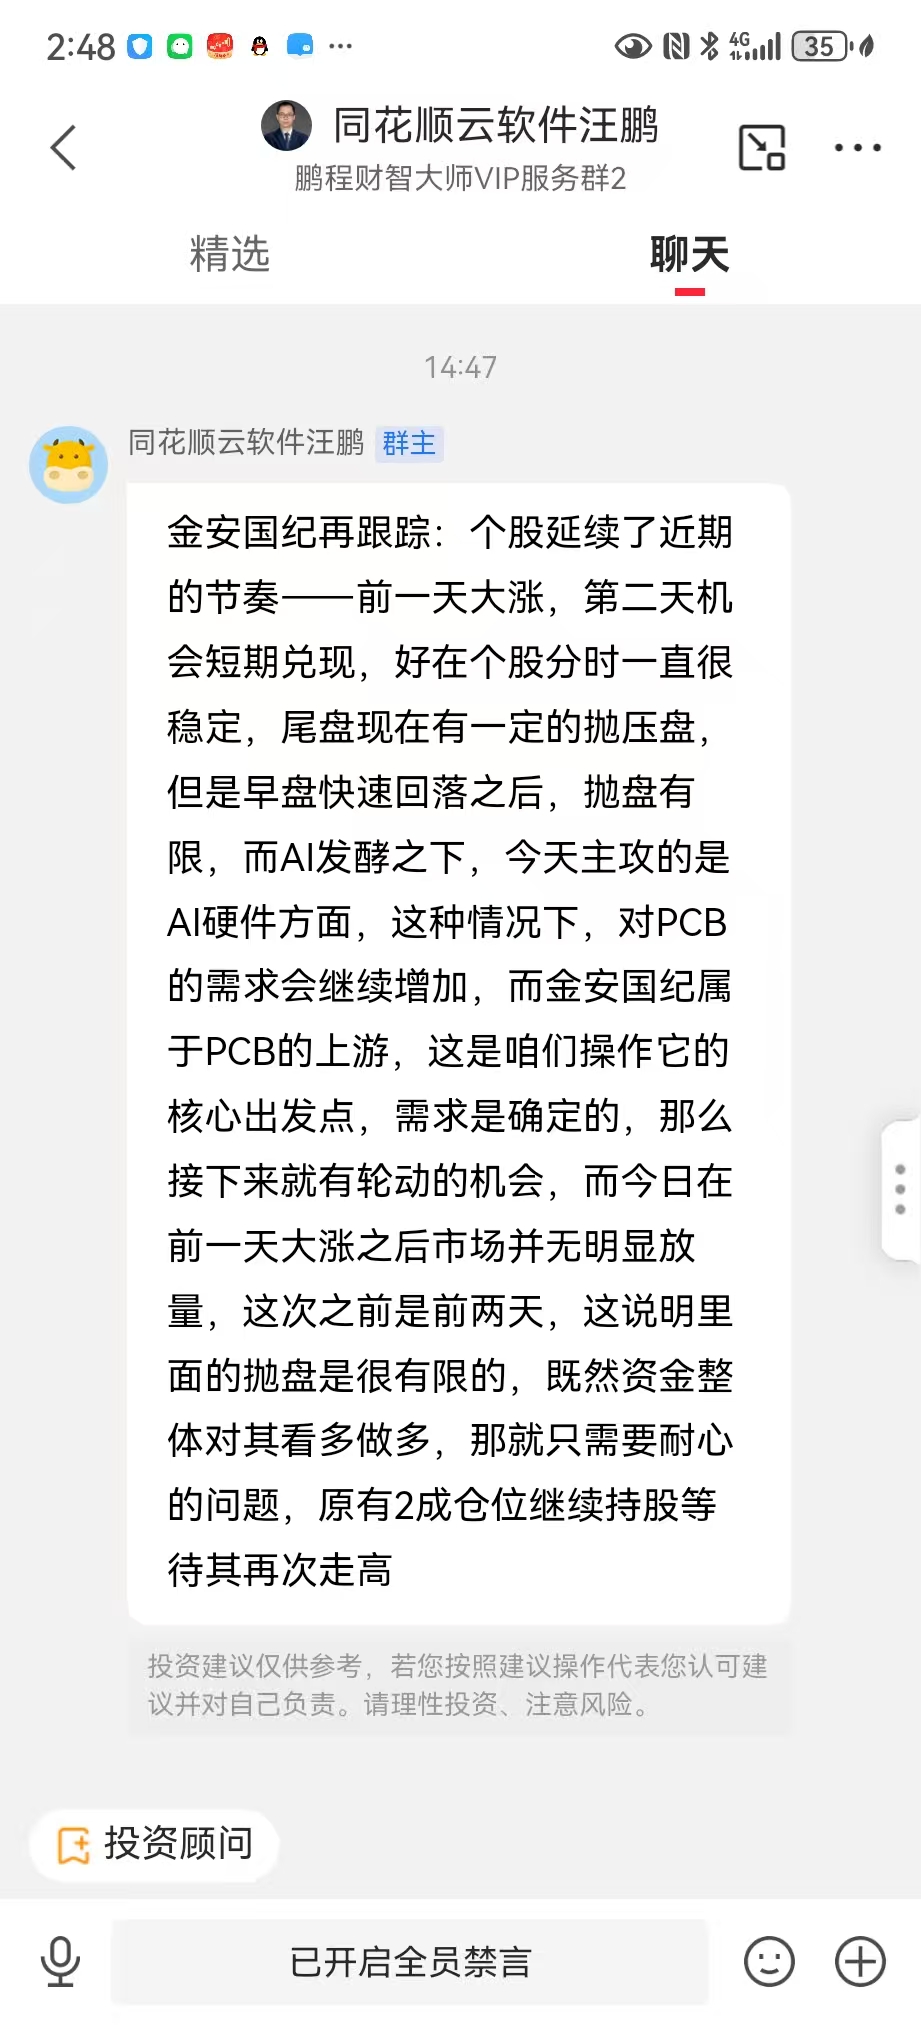 2:48
4G
35
同花顺云软件汪鹏
鹏程财智大师VIP服务群2
精选
聊天
14:47
同花顺云软件汪鹏 群主
金安国纪再跟踪：个股延续了近期
的节奏——前一天大涨，第二天机
会短期兑现，好在个股分时一直很
稳定，尾盘现在有一定的抛压盘，
但是早盘快速回落之后，抛盘有
限，而AI发酵之下，今天主攻的是
AI硬件方面，这种情况下，对PCB
的需求会继续增加，而金安国纪属
于PCB的上游，这是咱们操作它的
核心出发点，需求是确定的，那么
接下来就有轮动的机会，而今日在
前一天大涨之后市场并无明显放
量，这次之前是前两天，这说明里
面的抛盘是很有限的，既然资金整
体对其看多做多，那就只需要耐心
的问题，原有2成仓位继续持股等
待其再次走高
投资建议仅供参考，若您按照建议操作代表您认可建
议并对自己负责。请理性投资、注意风险。
投资顾问
已开启全员禁言